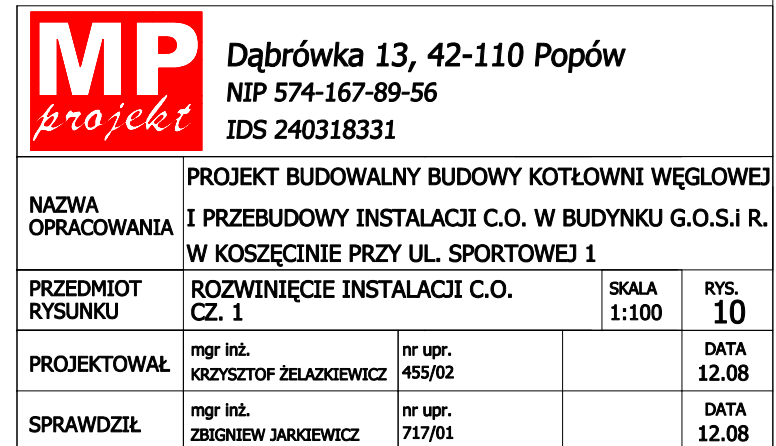 MP
projekt
Dąbrówka 13, 42-110 Popów
NIP 574-167-89-56
IDS 240318331
NAZWA
OPRACOWANIA
PROJEKT BUDOWALNY BUDOWY KOTŁOWNI WĘGLOWEJ
I PRZEBUDOWY INSTALACJI C.O. W BUDYNKU G.O.S.i R.
W KOSZĘCINIE PRZY UL. SPORTOWEJ 1
PRZEDMIOT
RYSUNKU
ROZWINIĘCIE INSTALACJI C.O.
CZ. 1
SKALA
1:100
RYS.
10
PROJEKTOWAŁ
mgr inż.
KRZYSZTOF ŻELAZKIEWICZ
nr upr.
455/02
DATA
12.08
SPRAWDZIŁ
mgr inż.
ZBIGNIEW JARKIEWICZ
nr upr.
717/01
DATA
12.08